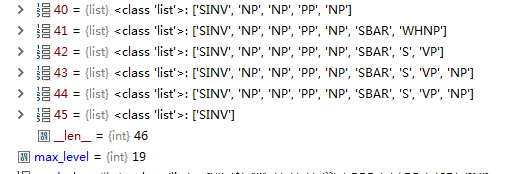 40 = {list} <class 'list'>: ['SINV', 'NP', 'NP', 'PP', 'NP']
41 = {list} <class 'list'>: ['SINV', 'NP', 'NP', 'PP', 'NP', 'SBAR', 'WHNP']
42 = {list} <class 'list'>: ['SINV', 'NP', 'NP', 'PP', 'NP', 'SBAR', 'S', 'VP']
43 = {list} <class 'list'>: ['SINV', 'NP', 'NP', 'PP', 'NP', 'SBAR', 'S', 'VP', 'NP']
44 = {list} <class 'list'>: ['SINV', 'NP', 'NP', 'PP', 'NP', 'SBAR', 'S', 'VP', 'NP']
45 = {list} <class 'list'>: ['SINV']
__len__ = {int} 46
max_level = {int} 19